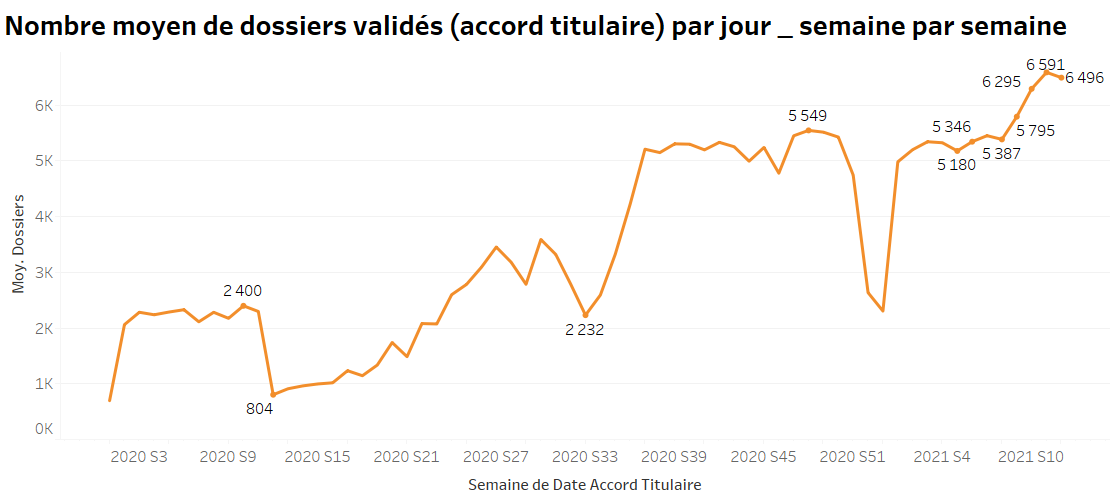 Nombre moyen de dossiers validés (accord titulaire) par jour _ semaine par semaine
6 591
6 496
6 295
6K
5 549
5 346
5 795
5K
5 387
5 180
Moy. Dossiers
4K
3K
2 400
2K
2 232
1K
804
0K
2020 S3 2020 S9 2020 S15 2020 S21 2020 S27 2020 S33 2020 S39 2020 S45 2020 S51 2021 S4 2021 S10
Semaine de Date Accord Titulaire